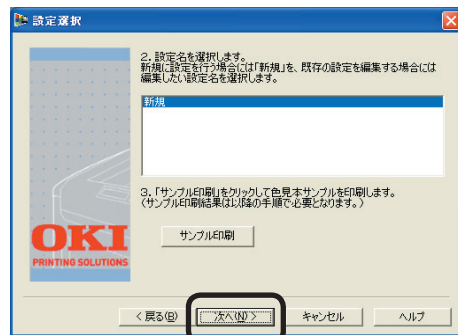 設定選択
2. 設定名を選択します。
新規に設定を行う場合には「新規」を、既存の設定を編集する場合には
編集したい設定名を選択します。
新規
3. 「サンプル印刷」をクリックして色見本サンプルを印刷します。
(サンプル印刷結果は以降の手順で必要となります。)
サンプル印刷
OKI
PRINTING SOLUTIONS
< 戻る(B)
次へ(N) >
キャンセル
ヘルプ